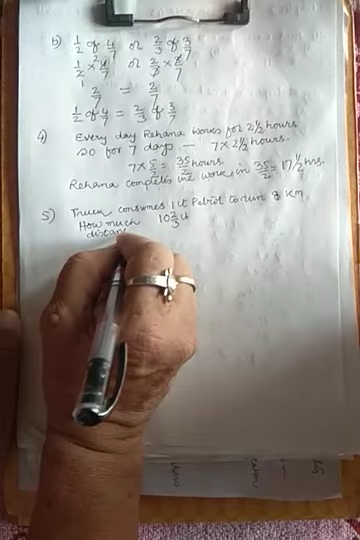 b) 1/2 of 4/7 or 2/3 of 3/7
1/2 × 4/7 or 2/3 × 3/7
2/7 = 2/7
1/2 of 4/7 = 2/3 of 3/7
4) Every day Rehana works for 2 1/2 hours
so for 7 days — 7 × 2 1/2 hours.
7 × 5/2 = 35/2 hours.
Rehana completes the work in 35/2 = 17 1/2 hrs.
5) Truck consumes 1 lt Petrol to run 8 km
How much 10 2/3 lt
distan